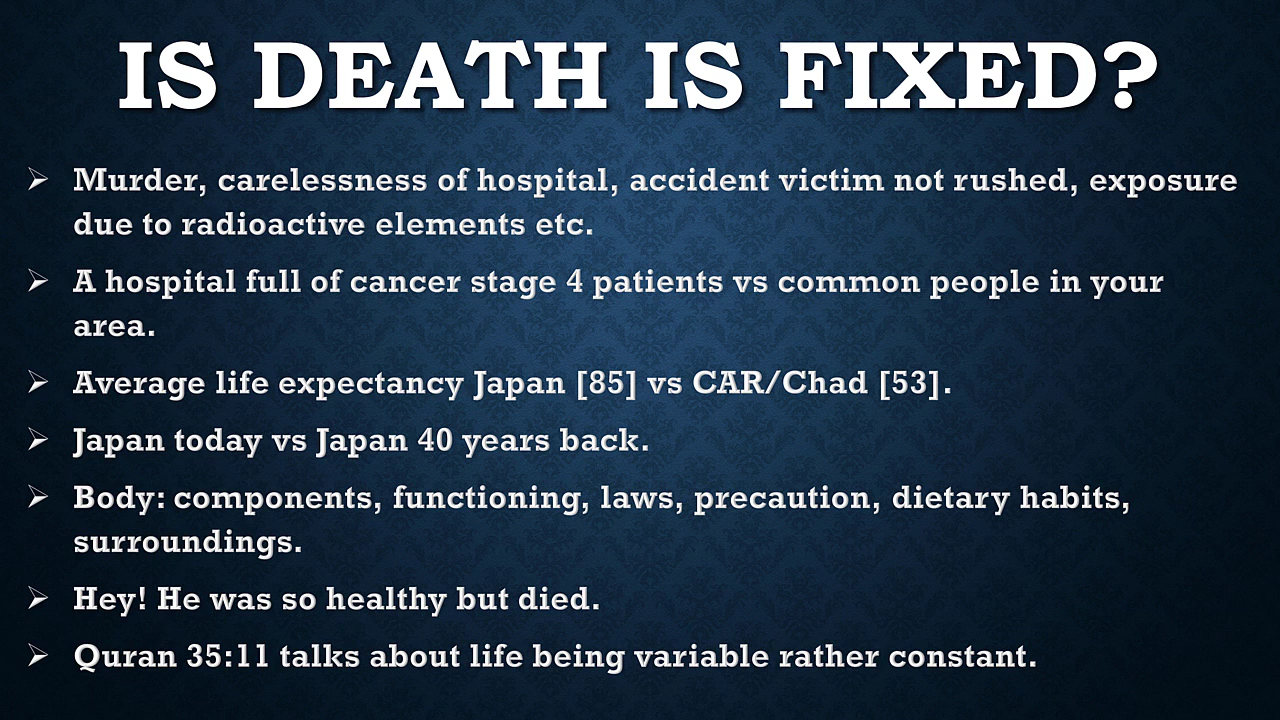 IS DEATH IS FIXED?
➢ Murder, carelessness of hospital, accident victim not rushed, exposure
due to radioactive elements etc.
➢ A hospital full of cancer stage 4 patients vs common people in your
area.
➢ Average life expectancy Japan [85] vs CAR/Chad [53].
➢ Japan today vs Japan 40 years back.
➢ Body: components, functioning, laws, precaution, dietary habits,
surroundings.
➢ Hey! He was so healthy but died.
➢ Quran 35:11 talks about life being variable rather constant.